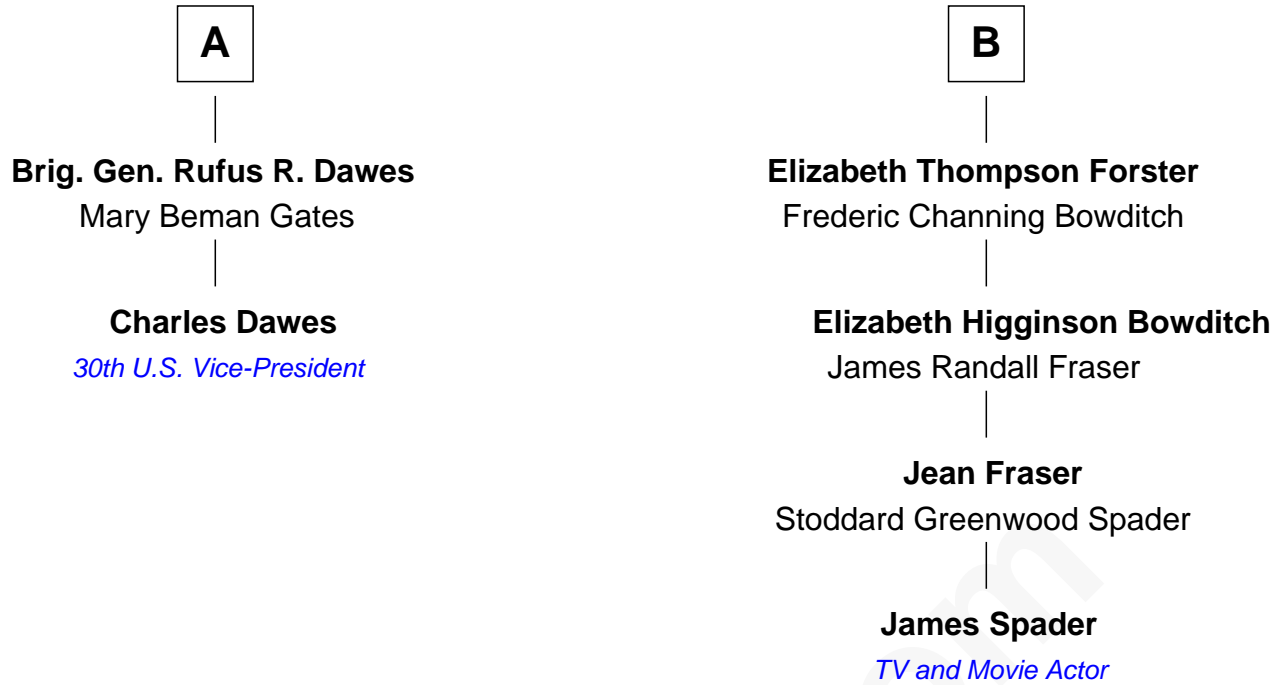 A
Brig. Gen. Rufus R. Dawes
Mary Beman Gates
Charles Dawes
30th U.S. Vice-President
B
Elizabeth Thompson Forster
Frederic Channing Bowditch
Elizabeth Higginson Bowditch
James Randall Fraser
Jean Fraser
Stoddard Greenwood Spader
James Spader
TV and Movie Actor